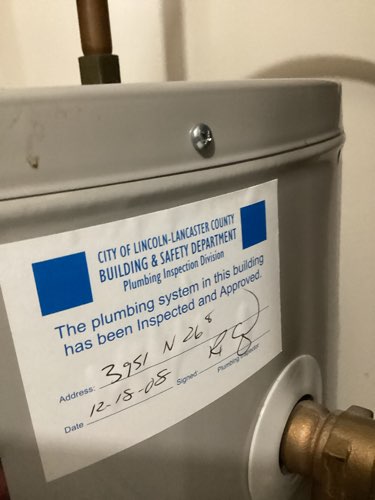 CITY OF LINCOLN-LANCASTER COUNTY
BUILDING & SAFETY DEPARTMENT
Plumbing Inspection Division
The plumbing system in this building
has been Inspected and Approved.
Address: 3951 N 26
Date 12-18-08 Signed: 
Plumbing Inspector